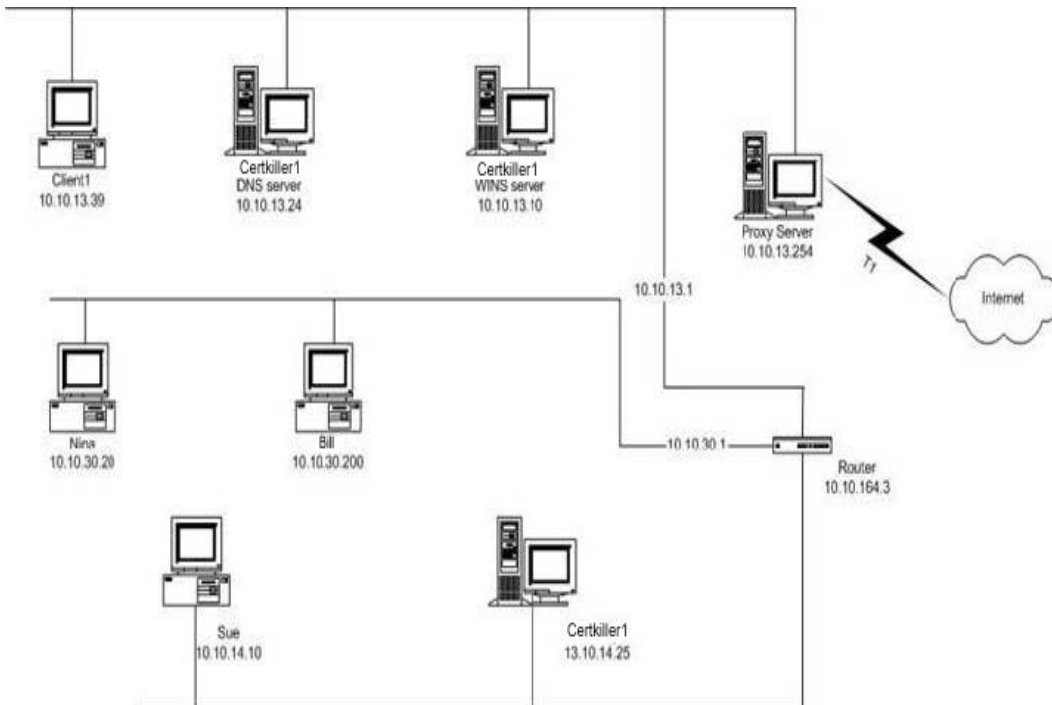 Client1
10.10.13.39
Certkiller1
DNS server
10.10.13.24
Certkiller1
WINS server
10.10.13.10
Proxy Server
10.10.13.254
T1
Internet
10.10.13.1
Nina
10.10.30.20
Bill
10.10.30.200
10.10.30.1
Router
10.10.164.3
Sue
10.10.14.10
Certkiller1
13.10.14.25